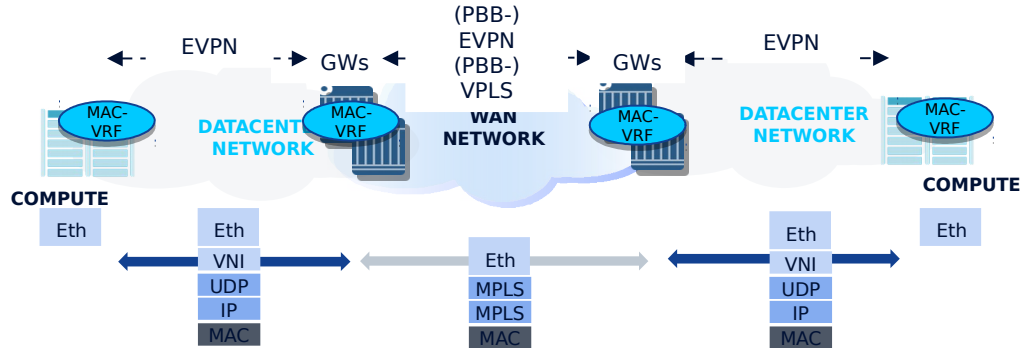 (PBB-)
EVPN
(PBB-)
VPLS
EVPN
GWs
GWs
EVPN
MAC-
VRF
DATACENTER
NETWORK
MAC-
VRF
WAN
NETWORK
MAC-
VRF
DATACENTER
NETWORK
MAC-
VRF
COMPUTE
COMPUTE
Eth
Eth
VNI
UDP
IP
MAC
Eth
MPLS
MPLS
MAC
Eth
VNI
UDP
IP
MAC
Eth